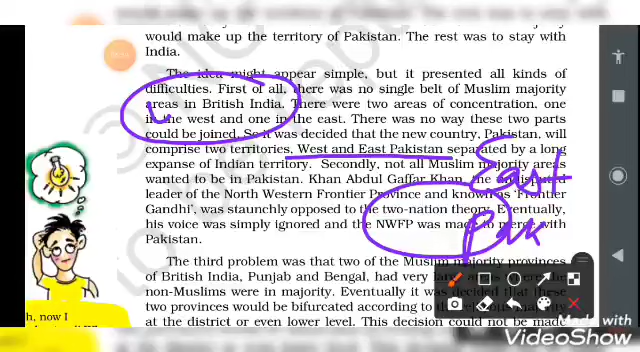 would make up the territory of Pakistan. The rest was to stay with
India.
The idea might appear simple, but it presented all kinds of
difficulties. First of all, there was no single belt of Muslim majority
areas in British India. There were two areas of concentration, one
in the west and one in the east. There was no way these two parts
could be joined. So it was decided that the new country, Pakistan, will
comprise two territories, West and East Pakistan separated by a long
expanse of Indian territory. Secondly, not all Muslim majority areas
wanted to be in Pakistan. Khan Abdul Gaffar Khan, the undisputed
leader of the North Western Frontier Province and known as 'Frontier
Gandhi', was staunchly opposed to the two-nation theory. Eventually,
his voice was simply ignored and the NWFP was made to merge with
Pakistan.
East
Pak
The third problem was that two of the Muslim majority provinces
of British India, Punjab and Bengal, had very large areas where the
non-Muslims were in majority. Eventually it was decided that these
two provinces would be bifurcated according to the religious majority
at the district or even lower level. This decision could not be made
h, now I